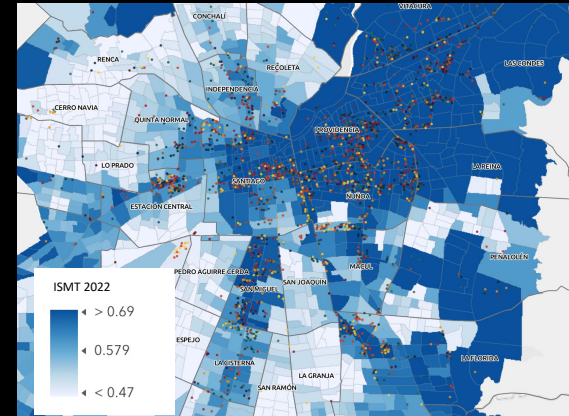 VITACURA
CONCHALÍ
RENCA
RECOLETA
LAS CONDES
INDEPENDENCIA
CERRO NAVIA
QUINTA NORMAL
PROVIDENCIA
LO PRADO
LA REINA
SANTIAGO
ÑUÑOA
ESTACIÓN CENTRAL
PEÑALOLÉN
MACUL
PEDRO AGUIRRE CERDA
SAN JOAQUÍN
SAN MIGUEL
ISMT 2022
> 0.69
0.579
< 0.47
ESPEJO
LA CISTERNA
LA FLORIDA
LA GRANJA
SAN RAMÓN